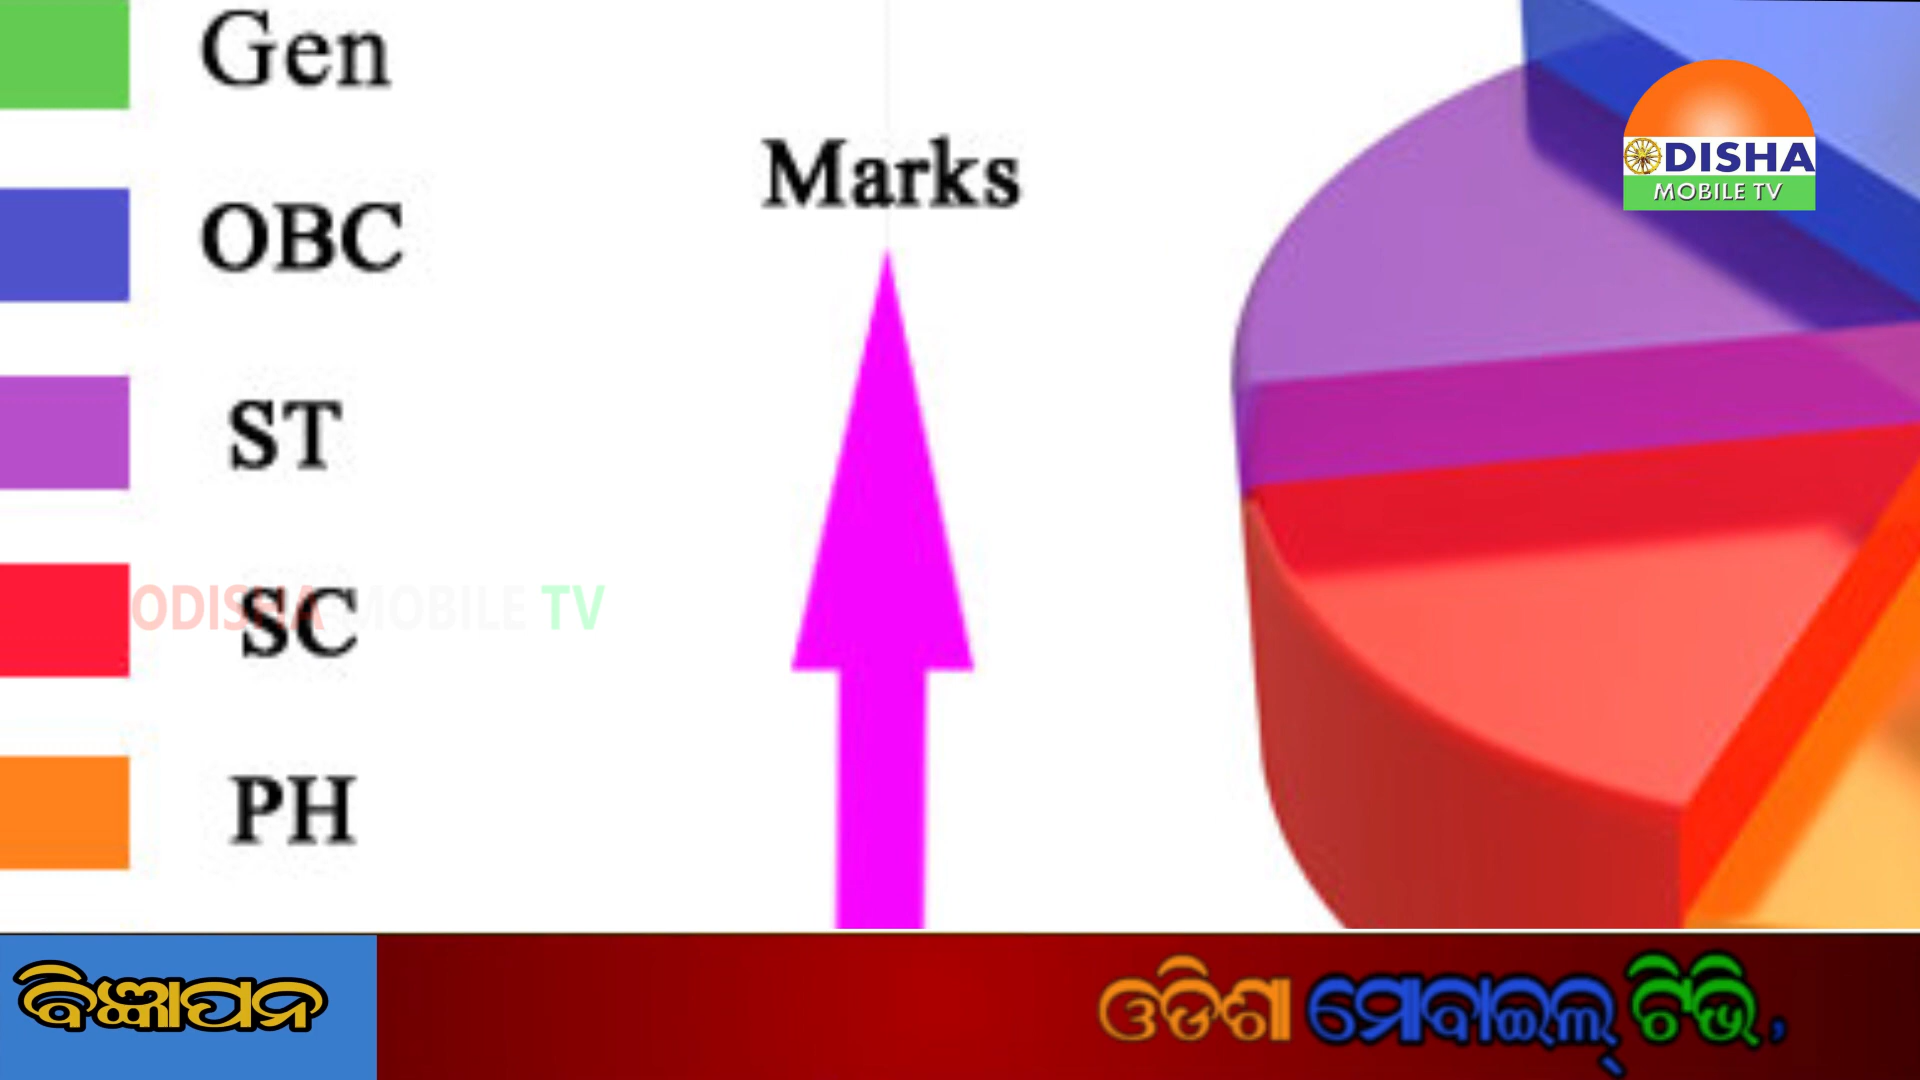 Gen
Marks
OBC
ST
SC
PH
ODISHA MOBILE TV
ODISHA
MOBILE TV
ବିଜ୍ଞାପନ
ଓଡିଶା ମୋବାଇଲ୍ ଟିଭି ,